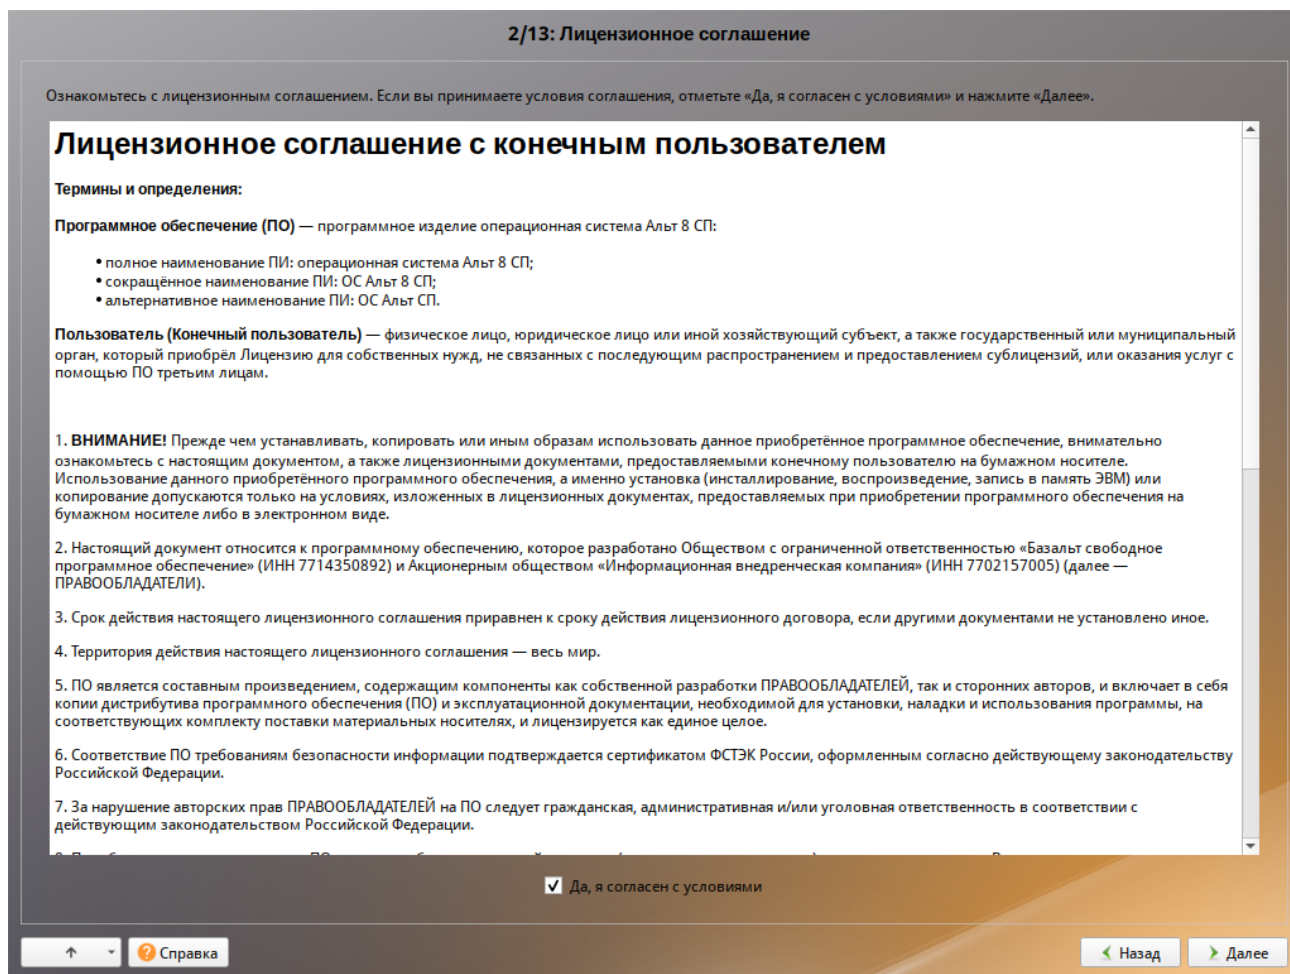 2/13: Лицензионное соглашение
Ознакомьтесь с лицензионным соглашением. Если вы принимаете условия соглашения, отметьте «Да, я согласен с условиями» и нажмите «Далее».
Лицензионное соглашение с конечным пользователем
Термины и определения:
Программное обеспечение (ПО) — программное изделие операционная система Альт 8 СП:
• полное наименование ПИ: операционная система Альт 8 СП;
• сокращённое наименование ПИ: ОС Альт 8 СП;
• альтернативное наименование ПИ: ОС Альт СП.
Пользователь (Конечный пользователь) — физическое лицо, юридическое лицо или иной хозяйствующий субъект, а также государственный или муниципальный
орган, который приобрёл Лицензию для собственных нужд, не связанных с последующим распространением и предоставлением сублицензий, или оказания услуг с
помощью ПО третьим лицам.
1. ВНИМАНИЕ! Прежде чем устанавливать, копировать или иным образам использовать данное приобретённое программное обеспечение, внимательно
ознакомьтесь с настоящим документом, а также лицензионными документами, предоставляемыми конечному пользователю на бумажном носителе.
Использование данного приобретённого программного обеспечения, а именно установка (инсталлирование, воспроизведение, запись в память ЭВМ) или
копирование допускаются только на условиях, изложенных в лицензионных документах, предоставляемых при приобретении программного обеспечения на
бумажном носителе либо в электронном виде.
2. Настоящий документ относится к программному обеспечению, которое разработано Обществом с ограниченной ответственностью «Базальт свободное
программное обеспечение» (ИНН 7714350892) и Акционерным обществом «Информационная внедренческая компания» (ИНН 7702157005) (далее —
ПРАВООБЛАДАТЕЛИ).
3. Срок действия настоящего лицензионного соглашения приравнен к сроку действия лицензионного договора, если другими документами не установлено иное.
4. Территория действия настоящего лицензионного соглашения — весь мир.
5. ПО является составным произведением, содержащим компоненты как собственной разработки ПРАВООБЛАДАТЕЛЕЙ, так и сторонних авторов, и включает в себя
копии дистрибутива программного обеспечения (ПО) и эксплуатационной документации, необходимой для установки, наладки и использования программы, на
соответствующих комплекту поставки материальных носителях, и лицензируется как единое целое.
6. Соответствие ПО требованиям безопасности информации подтверждается сертификатом ФСТЭК России, оформленным согласно действующему законодательству
Российской Федерации.
7. За нарушение авторских прав ПРАВООБЛАДАТЕЛЕЙ на ПО следует гражданская, административная и/или уголовная ответственность в соответствии с
действующим законодательством Российской Федерации.
Да, я согласен с условиями
Справка
Назад
Далее